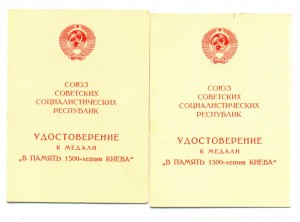 СОЮЗ
СОВЕТСКИХ
СОЦИАЛИСТИЧЕСКИХ
РЕСПУБЛИК
УДОСТОВЕРЕНИЕ
К МЕДАЛИ
„В ПАМЯТЬ 1500-летия КИЕВА“
СОЮЗ
СОВЕТСКИХ
СОЦИАЛИСТИЧЕСКИХ
РЕСПУБЛИК
УДОСТОВЕРЕНИЕ
К МЕДАЛИ
„В ПАМЯТЬ 1500-летия КИЕВА“